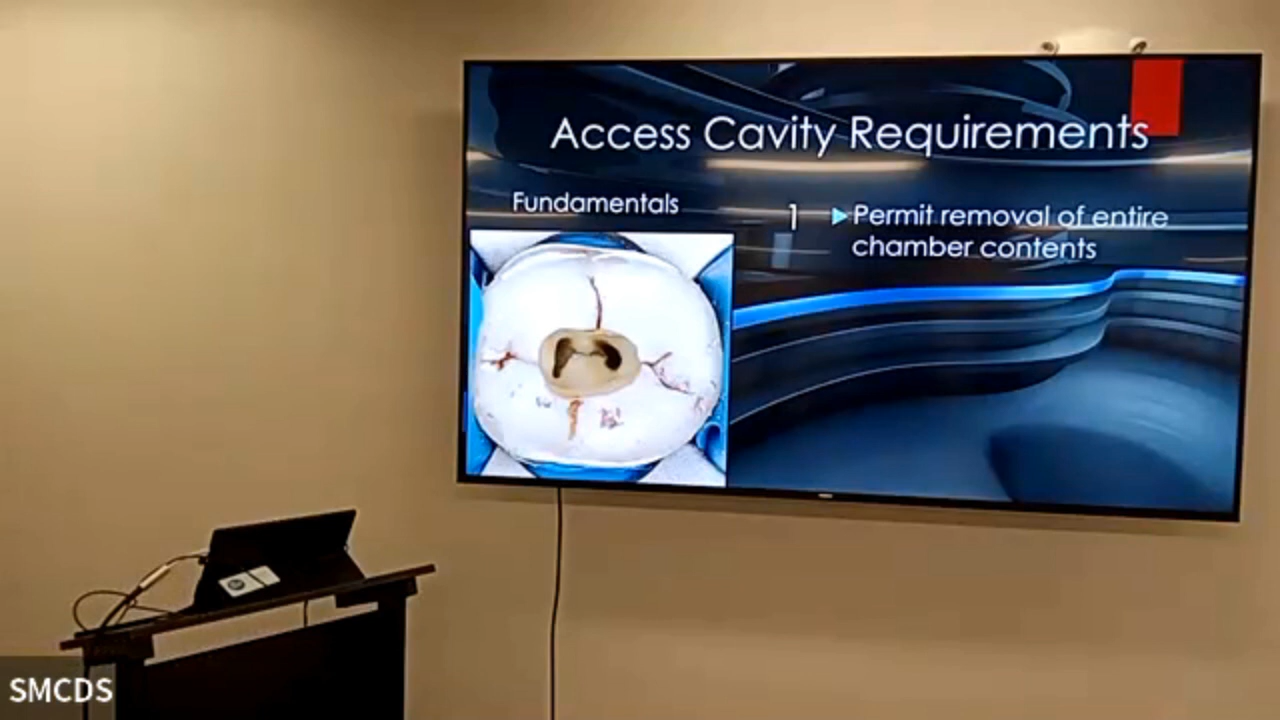 Access Cavity Requirements
Fundamentals
1 Permit removal of entire
chamber contents
SMCDS